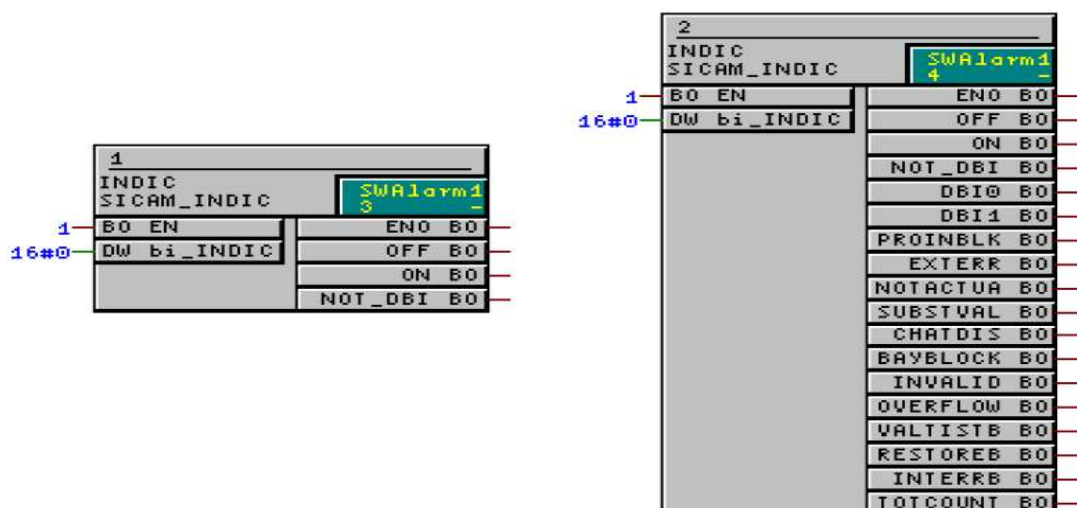 1
INDIC
SICAM_INDIC
SWAlarm1
3 -
1 BO EN
16#0 DW bi_INDIC
ENO BO
OFF BO
ON BO
NOT_DBI BO
2
INDIC
SICAM_INDIC
SWAlarm1
4 -
1 BO EN
16#0 DW bi_INDIC
ENO BO
OFF BO
ON BO
NOT_DBI BO
DBI0 BO
DBI1 BO
PROINBLK BO
EXTERR BO
NOTACTUA BO
SUBSTVAL BO
CHATDIS BO
BAYBLOCK BO
INVALID BO
OVERFLOW BO
VALTISTB BO
RESTOREB BO
INTERRB BO
TOTCOUNT BO